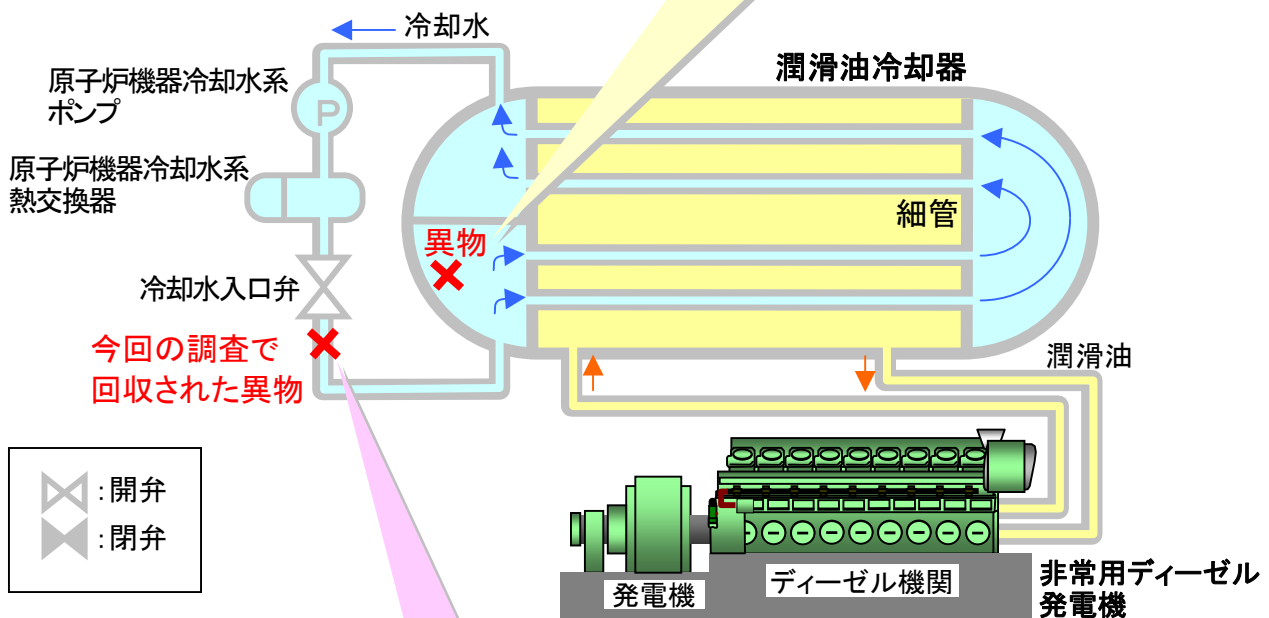 冷却水
潤滑油冷却器
原子炉機器冷却水系
ポンプ
P
原子炉機器冷却水系
熱交換器
細管
異物
冷却水入口弁
今回の調査で
回収された異物
潤滑油
:開弁
:閉弁
発電機
ディーゼル機関
非常用ディーゼル
発電機